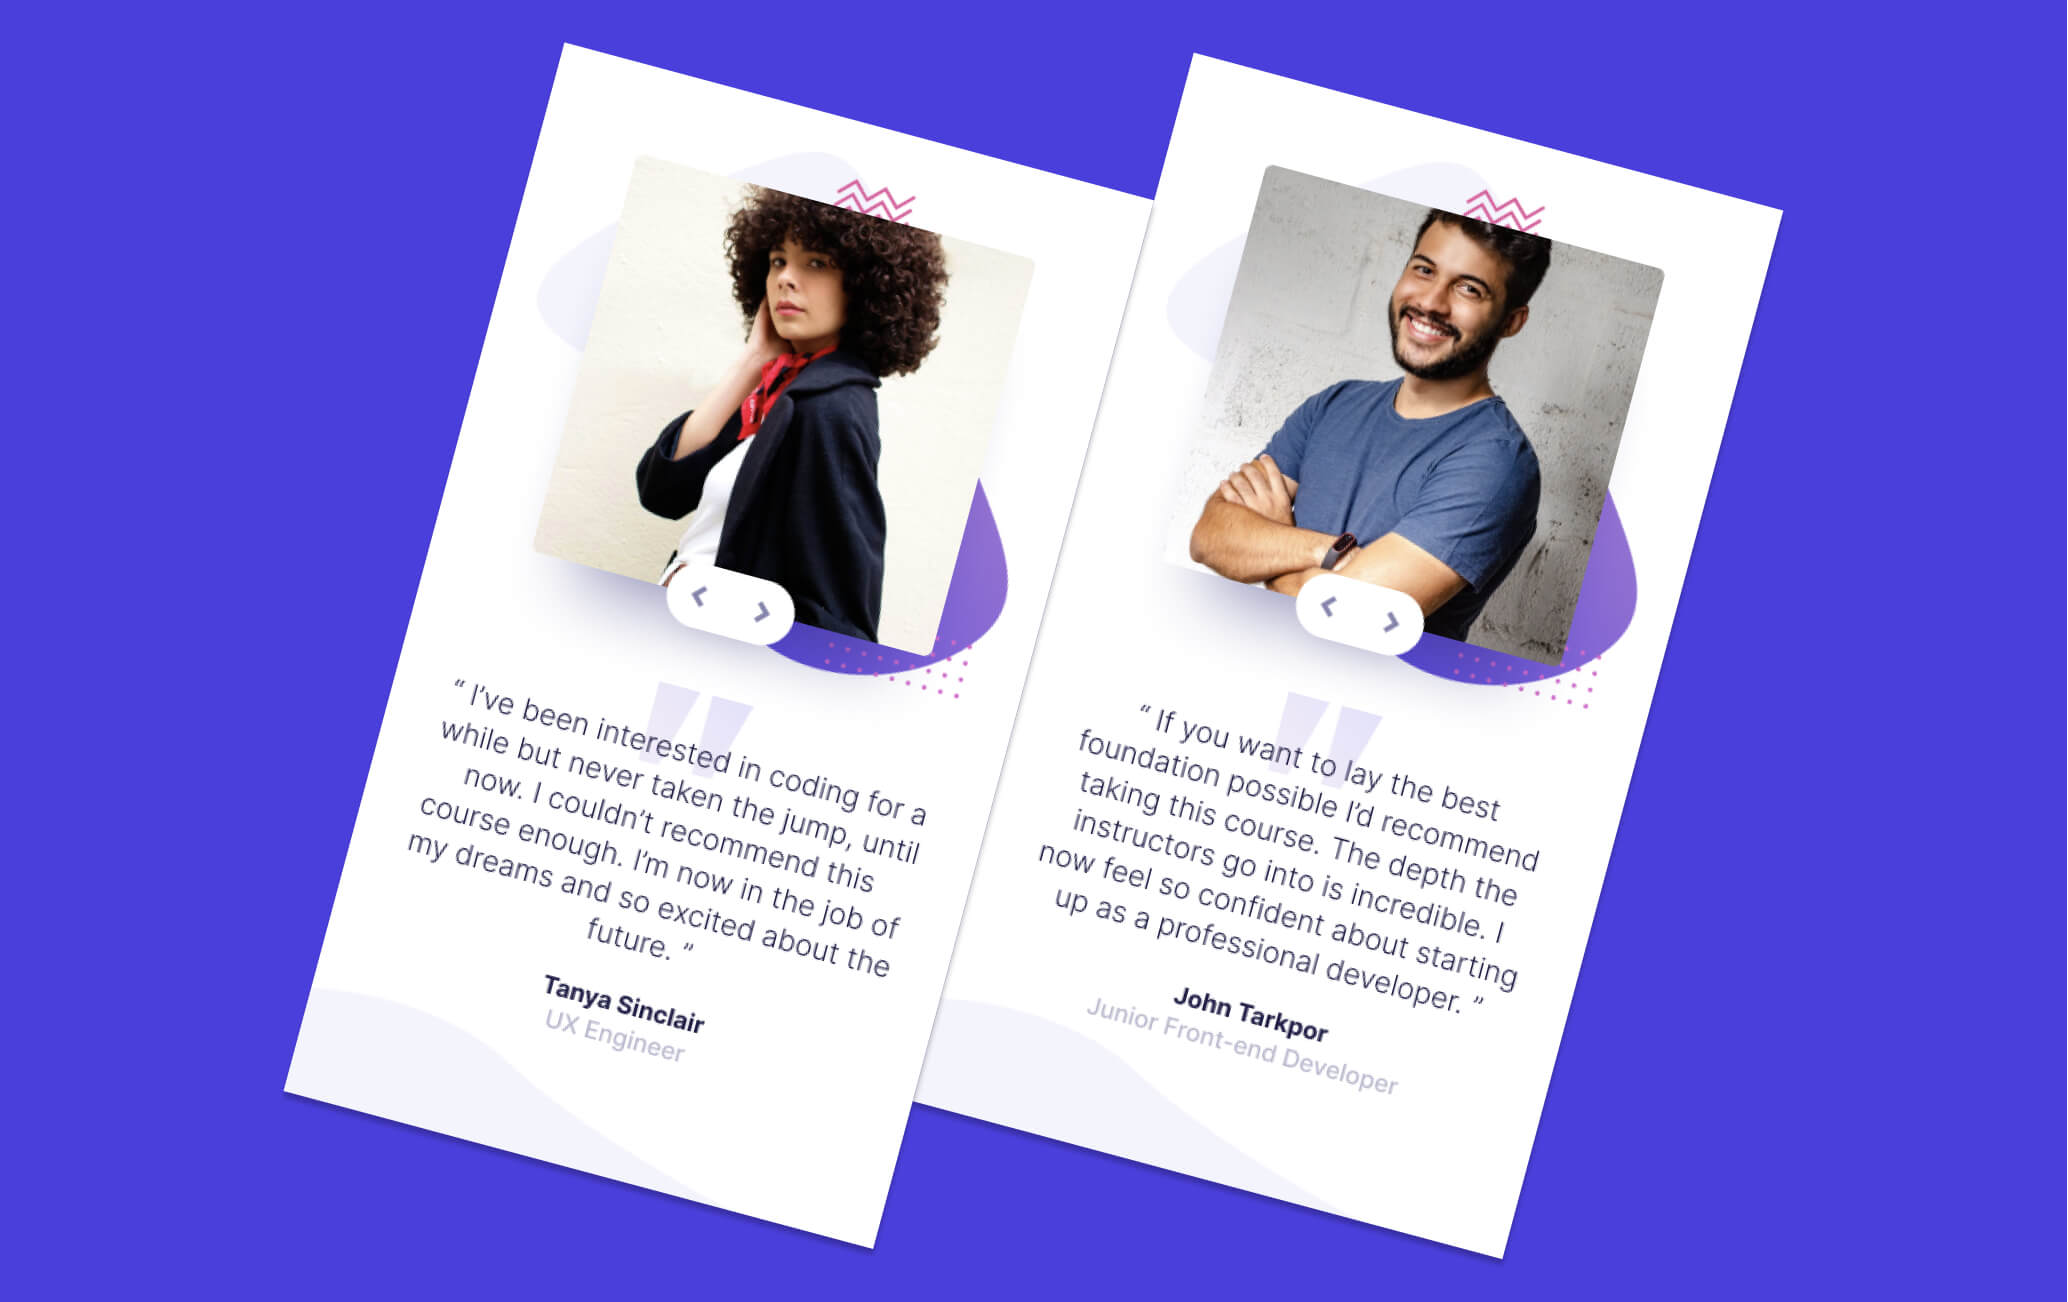 “ I’ve been interested in coding for a
while but never taken the jump, until
now. I couldn’t recommend this
course enough. I’m now in the job of
my dreams and so excited about the
future. ”
Tanya Sinclair
UX Engineer
“ If you want to lay the best
foundation possible I’d recommend
taking this course. The depth the
instructors go into is incredible. I
now feel so confident about starting
up as a professional developer. ”
John Tarkpor
Junior Front-end Developer